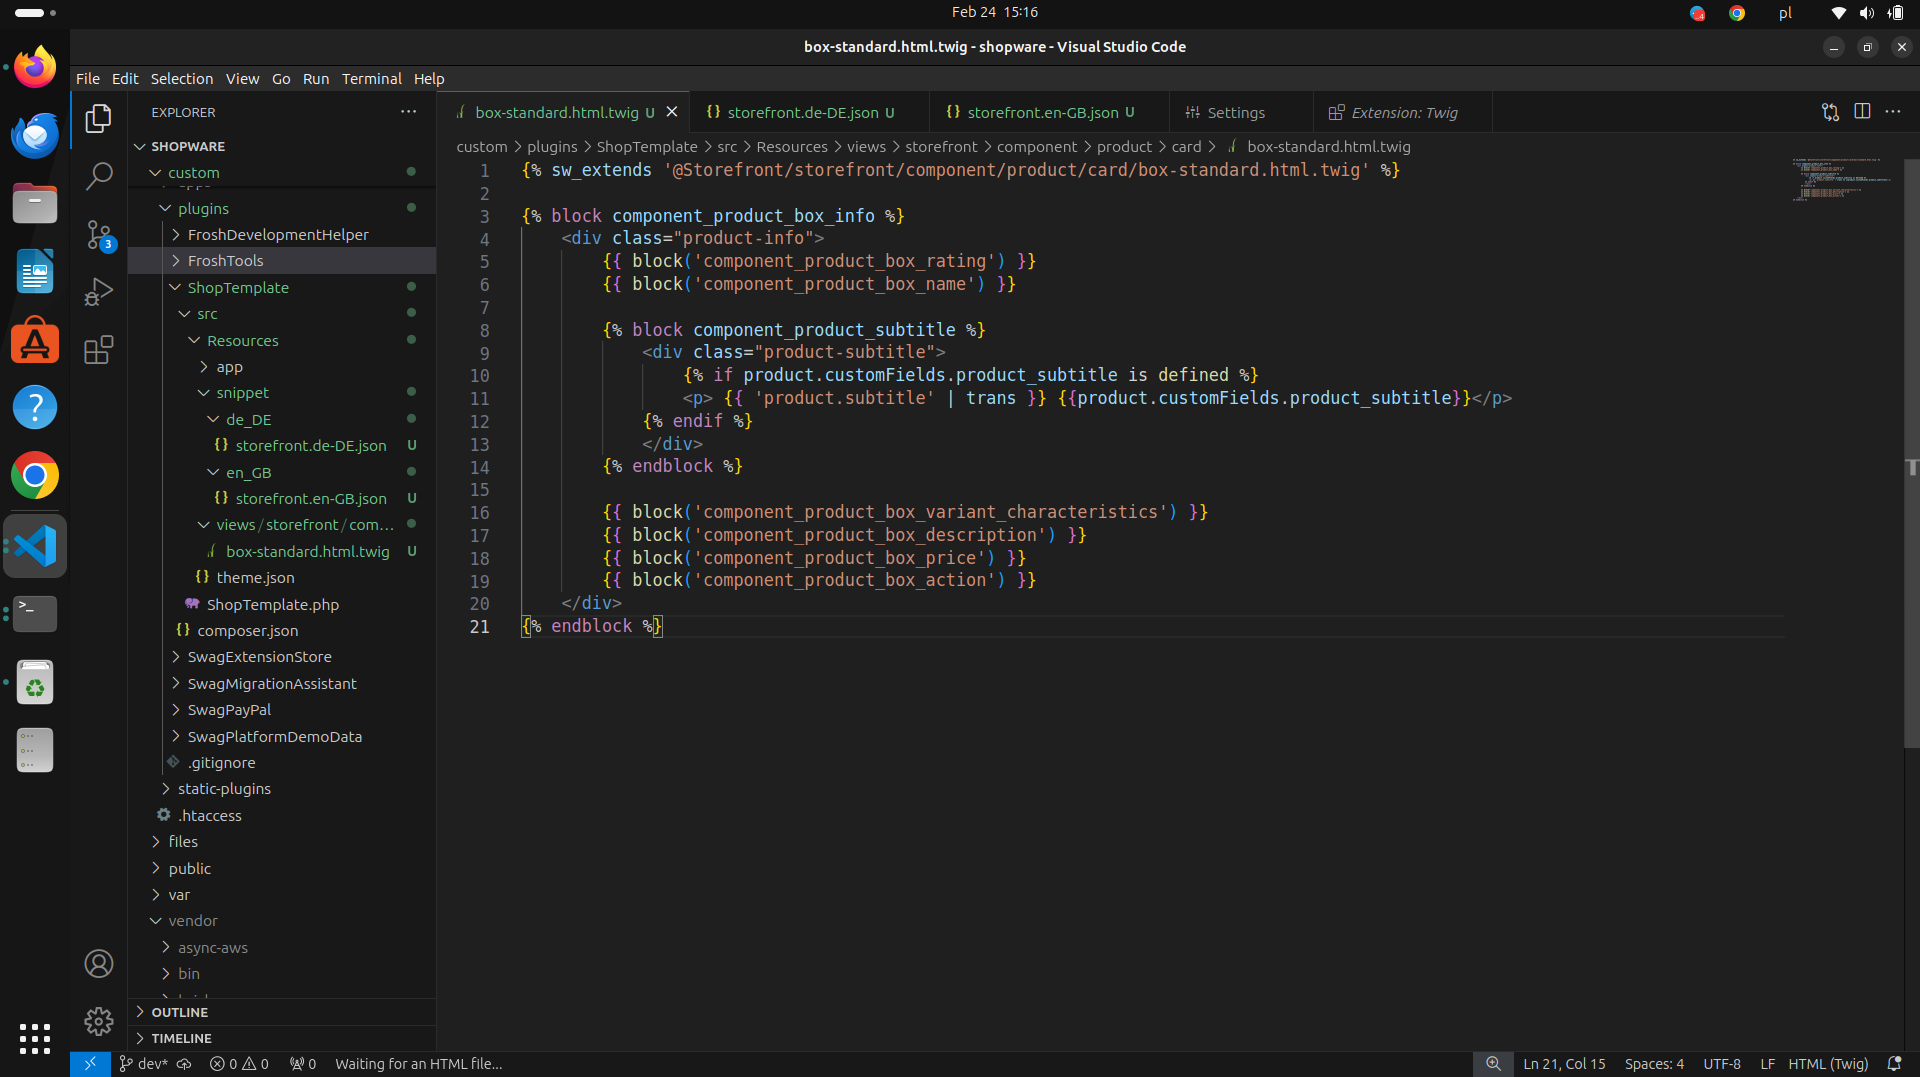 Feb 24 15:16
pl
box-standard.html.twig - shopware - Visual Studio Code
File Edit Selection View Go Run Terminal Help
EXPLORER
box-standard.html.twig U
storefront.de-DE.json U
storefront.en-GB.json U
Settings
Extension: Twig
SHOPWARE
custom > plugins > ShopTemplate > src > Resources > views > storefront > component > product > card > box-standard.html.twig
custom
plugins
FroshDevelopmentHelper
FroshTools
ShopTemplate
src
Resources
app
snippet
de_DE
storefront.de-DE.json U
en_GB
storefront.en-GB.json U
views/storefront/com...
box-standard.html.twig U
theme.json
ShopTemplate.php
composer.json
SwagExtensionStore
SwagMigrationAssistant
SwagPayPal
SwagPlatformDemoData
.gitignore
static-plugins
.htaccess
files
public
var
vendor
async-aws
bin
OUTLINE
TIMELINE
3
1 {% sw_extends '@Storefront/storefront/component/product/card/box-standard.html.twig' %}
2
3 {% block component_product_box_info %}
4 <div class="product-info">
5 {{ block('component_product_box_rating') }}
6 {{ block('component_product_box_name') }}
7
8 {% block component_product_subtitle %}
9 <div class="product-subtitle">
10 {% if product.customFields.product_subtitle is defined %}
11 <p> {{ 'product.subtitle' | trans }} {{product.customFields.product_subtitle}}</p>
12 {% endif %}
13 </div>
14 {% endblock %}
15
16 {{ block('component_product_box_variant_characteristics') }}
17 {{ block('component_product_box_description') }}
18 {{ block('component_product_box_price') }}
19 {{ block('component_product_box_action') }}
20 </div>
21 {% endblock %}
dev* 0 0 0 Waiting for an HTML file...
Ln 21, Col 15 Spaces: 4 UTF-8 LF HTML (Twig)